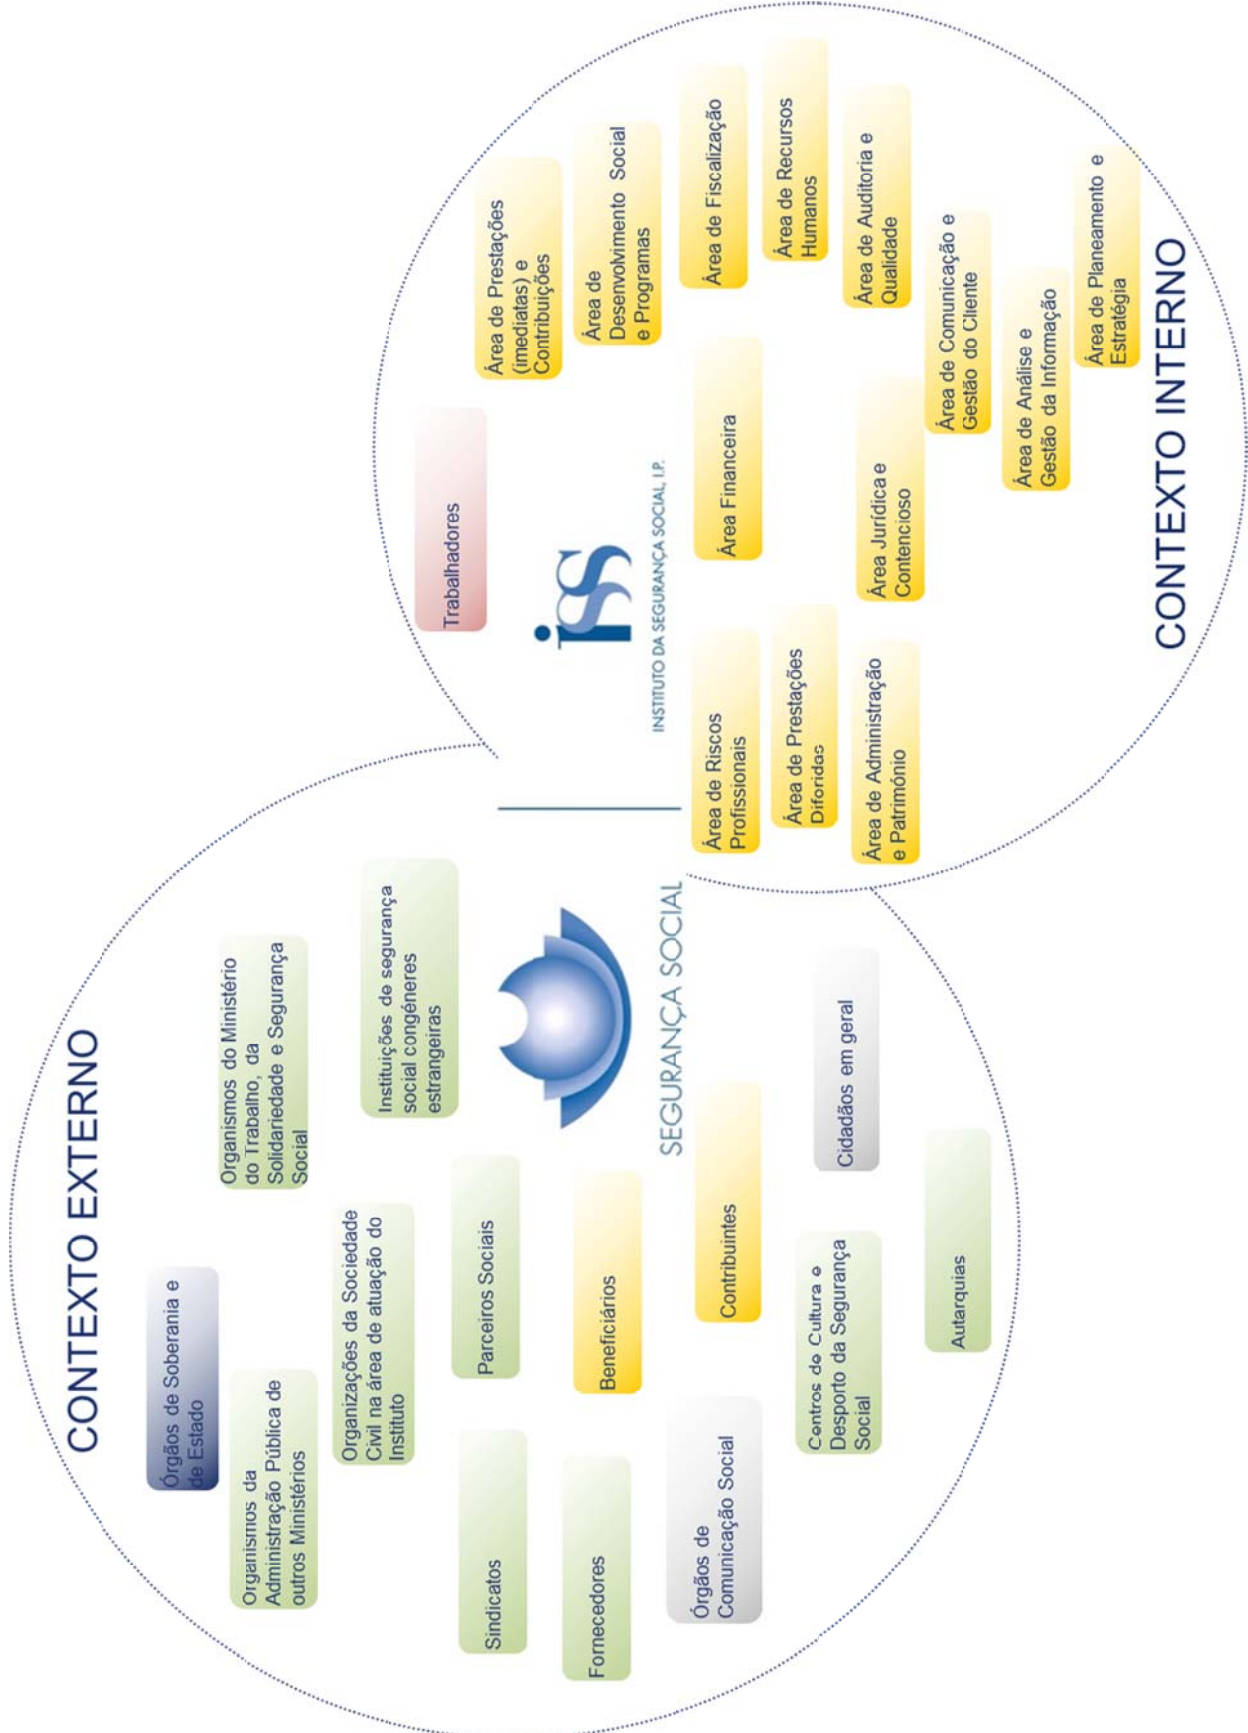 CONTEXTO EXTERNO
Órgãos de Soberania e
de Estado
Organismos da
Administração Pública de
outros Ministérios
Organismos do Ministério
do Trabalho, da
Solidariedade e Segurança
Social
Organizações da Sociedade
Civil na área de atuação do
Instituto
Instituições de segurança
social congéneres
estrangeiras
Sindicatos
Parceiros Sociais
Fornecedores
Beneficiários
SEGURANÇA SOCIAL
Órgãos de
Comunicação Social
Contribuintes
Centros de Cultura e
Desporto da Segurança
Social
Cidadãos em geral
Autarquias
Trabalhadores
Área de Prestações
(imediatas) e
Contribuições
iss
INSTITUTO DA SEGURANÇA SOCIAL, I.P.
Área de
Desenvolvimento Social
e Programas
Área de Riscos
Profissionais
Área Financeira
Área de Fiscalização
Área de Prestações
Diferidas
Área de Recursos
Humanos
Área de Administração
e Património
Área Jurídica e
Contencioso
Área de Auditoria e
Qualidade
Área de Comunicação e
Gestão do Cliente
Área de Análise e
Gestão da Informação
Área de Planeamento e
Estratégia
CONTEXTO INTERNO